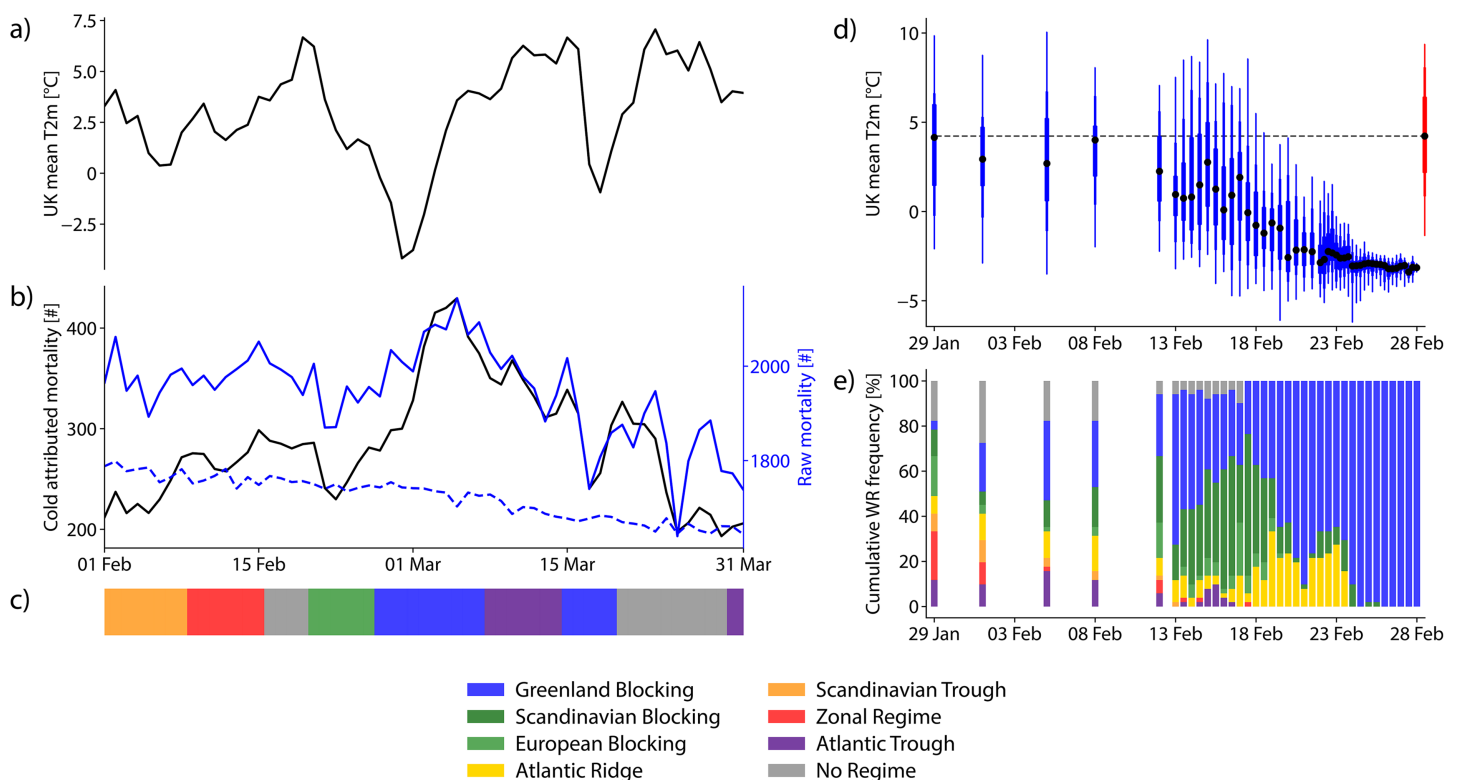 a)
UK mean T2m [°C]
7.5
5.0
2.5
0
−2.5
b)
Cold attributed mortality [#]
400
300
200
2000
1800
Raw mortality [#]
01 Feb
15 Feb
01 Mar
15 Mar
31 Mar
c)
d)
UK mean T2m [°C]
10
5
0
−5
29 Jan
03 Feb
08 Feb
13 Feb
18 Feb
23 Feb
28 Feb
e)
Cumulative WR frequency [%]
100
80
60
40
20
0
29 Jan
03 Feb
08 Feb
13 Feb
18 Feb
23 Feb
28 Feb
Greenland Blocking
Scandinavian Blocking
European Blocking
Atlantic Ridge
Scandinavian Trough
Zonal Regime
Atlantic Trough
No Regime